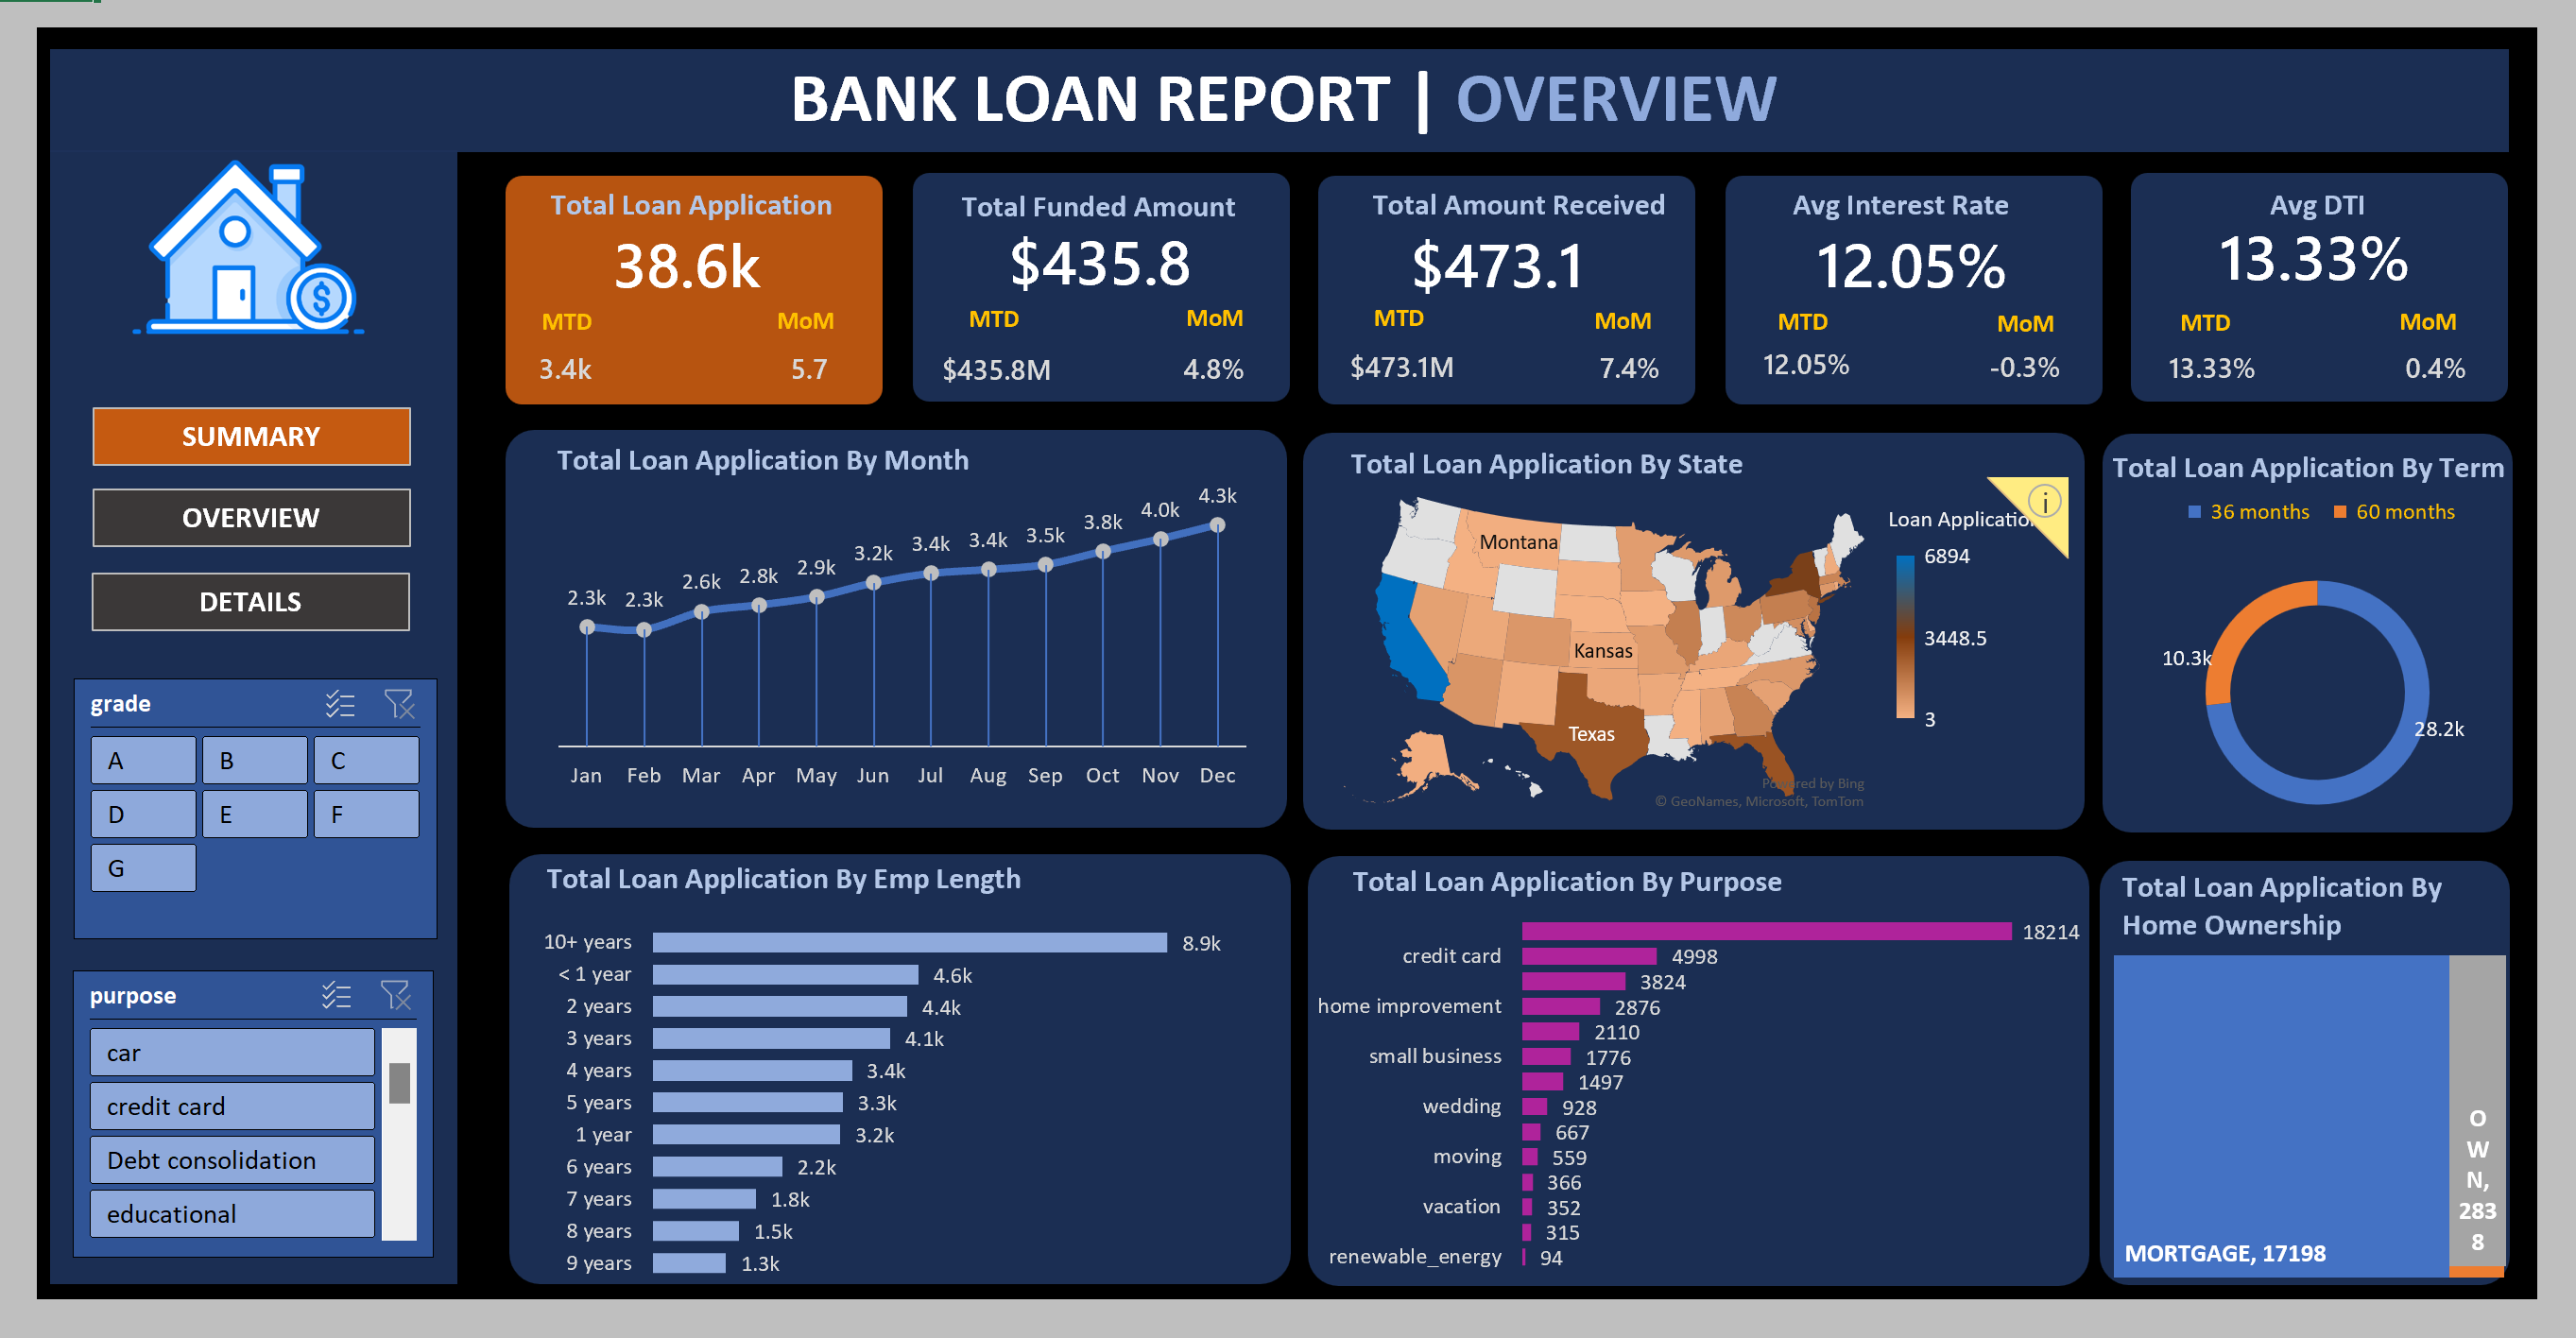 BANK LOAN REPORT | OVERVIEW
SUMMARY
OVERVIEW
DETAILS
grade
A B C
D E F
G
purpose
car
credit card
Debt consolidation
educational
Total Loan Application
38.6k
MTD MoM
3.4k 5.7
Total Funded Amount
$435.8
MTD MoM
$435.8M 4.8%
Total Amount Received
$473.1
MTD MoM
$473.1M 7.4%
Avg Interest Rate
12.05%
MTD MoM
12.05% -0.3%
Avg DTI
13.33%
MTD MoM
13.33% 0.4%
Total Loan Application By Month
2.3k 2.3k 2.6k 2.8k 2.9k 3.2k 3.4k 3.4k 3.5k 3.8k 4.0k 4.3k
Jan Feb Mar Apr May Jun Jul Aug Sep Oct Nov Dec
Total Loan Application By State
Loan Applicatio
i
6894
3448.5
3
Montana
Kansas
Texas
Powered by Bing
© GeoNames, Microsoft, TomTom
Total Loan Application By Term
36 months 60 months
10.3k
28.2k
Total Loan Application By Emp Length
10+ years 8.9k
< 1 year 4.6k
2 years 4.4k
3 years 4.1k
4 years 3.4k
5 years 3.3k
1 year 3.2k
6 years 2.2k
7 years 1.8k
8 years 1.5k
9 years 1.3k
Total Loan Application By Purpose
18214
credit card 4998
3824
home improvement 2876
2110
small business 1776
1497
wedding 928
667
moving 559
366
vacation 352
315
renewable_energy 94
Total Loan Application By
Home Ownership
MORTGAGE, 17198
O
W
N,
283
8